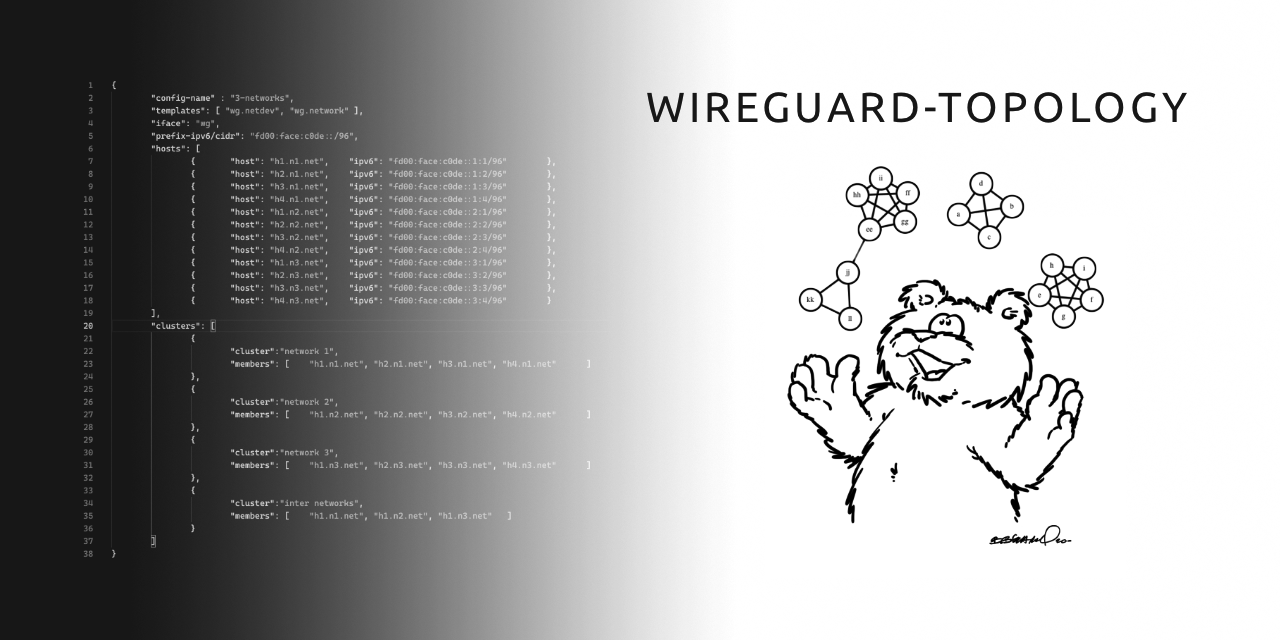 1 {
2 "config-name" : "3-networks",
3 "templates": [ "wg.netdev", "wg.network" ],
4 "iface": "wg",
5 "prefix-ipv6/cidr": "fd00:face:c0de::/96",
6 "hosts": [
7 { "host": "h1.n1.net", "ipv6": "fd00:face:c0de::1:1/96" },
8 { "host": "h2.n1.net", "ipv6": "fd00:face:c0de::1:2/96" },
9 { "host": "h3.n1.net", "ipv6": "fd00:face:c0de::1:3/96" },
10 { "host": "h4.n1.net", "ipv6": "fd00:face:c0de::1:4/96" },
11 { "host": "h1.n2.net", "ipv6": "fd00:face:c0de::2:1/96" },
12 { "host": "h2.n2.net", "ipv6": "fd00:face:c0de::2:2/96" },
13 { "host": "h3.n2.net", "ipv6": "fd00:face:c0de::2:3/96" },
14 { "host": "h4.n2.net", "ipv6": "fd00:face:c0de::2:4/96" },
15 { "host": "h1.n3.net", "ipv6": "fd00:face:c0de::3:1/96" },
16 { "host": "h2.n3.net", "ipv6": "fd00:face:c0de::3:2/96" },
17 { "host": "h3.n3.net", "ipv6": "fd00:face:c0de::3:3/96" },
18 { "host": "h4.n3.net", "ipv6": "fd00:face:c0de::3:4/96" }
19 ],
20 "clusters": [
21 {
22 "cluster":"network 1",
23 "members": [ "h1.n1.net", "h2.n1.net", "h3.n1.net", "h4.n1.net" ]
24 },
25 {
26 "cluster":"network 2",
27 "members": [ "h1.n2.net", "h2.n2.net", "h3.n2.net", "h4.n2.net" ]
28 },
29 {
30 "cluster":"network 3",
31 "members": [ "h1.n3.net", "h2.n3.net", "h3.n3.net", "h4.n3.net" ]
32 },
33 {
34 "cluster":"inter networks",
35 "members": [ "h1.n1.net", "h1.n2.net", "h1.n3.net" ]
36 }
37 ]
38 }
WIREGUARD-TOPOLOGY
ii
hh
ff
gg
ee
d
a
b
c
jj
kk
ll
h
i
e
f
g